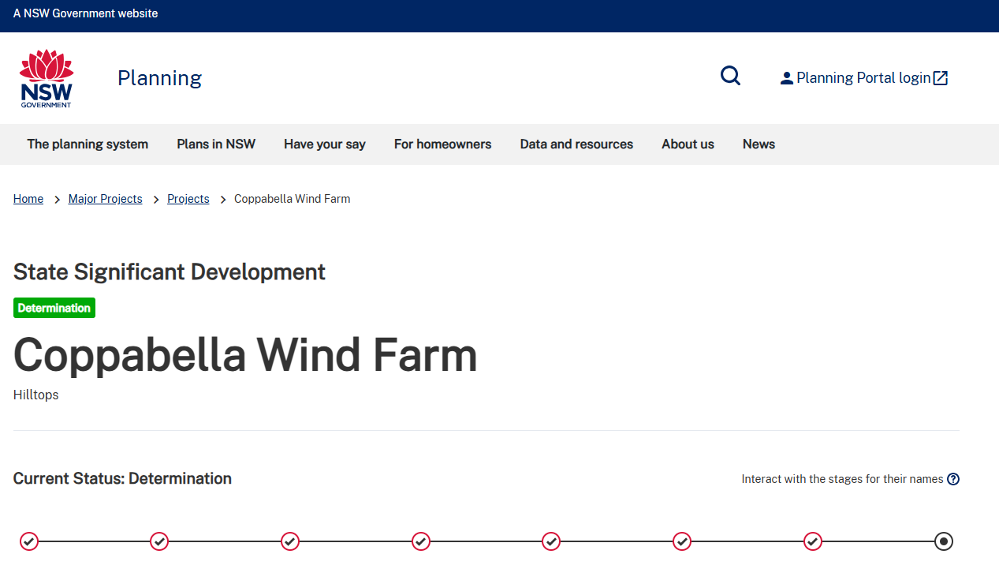 A NSW Government website
NSW
GOVERNMENT
Planning
Planning Portal login
The planning system Plans in NSW Have your say For homeowners Data and resources About us News
Home > Major Projects > Projects > Coppabella Wind Farm
State Significant Development
Determination
Coppabella Wind Farm
Hilltops
Current Status: Determination
Interact with the stages for their names